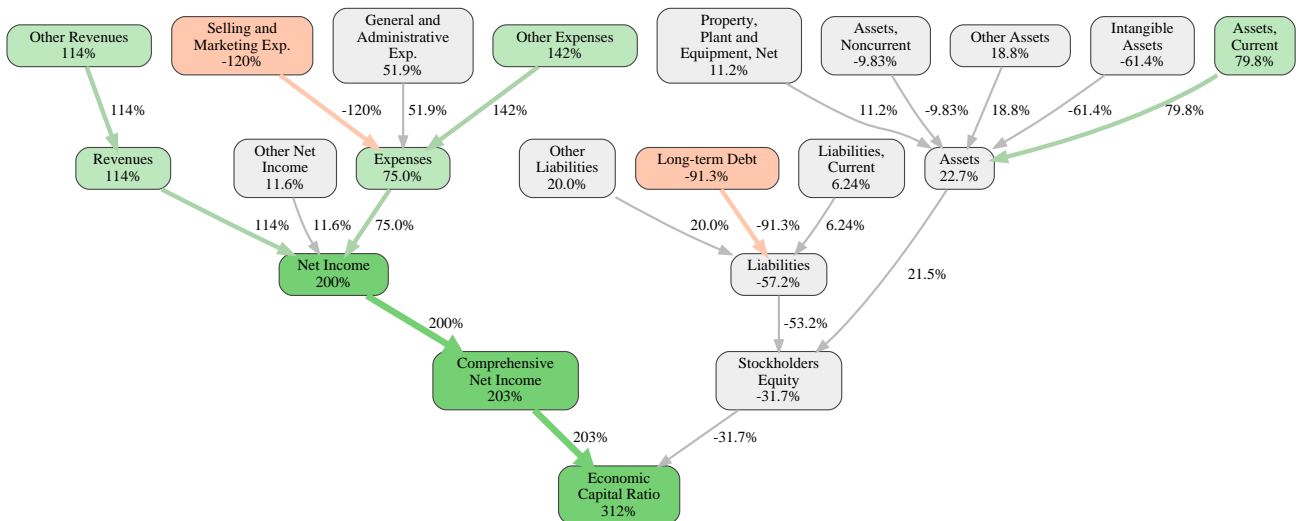 Other Revenues
114%
Selling and
Marketing Exp.
-120%
General and
Administrative
Exp.
51.9%
Other Expenses
142%
Property,
Plant and
Equipment, Net
11.2%
Assets,
Noncurrent
-9.83%
Other Assets
18.8%
Intangible
Assets
-61.4%
Assets,
Current
79.8%
114%
-120%
51.9%
142%
11.2%
-9.83%
18.8%
-61.4%
79.8%
Revenues
114%
Other Net
Income
11.6%
Expenses
75.0%
Other
Liabilities
20.0%
Long-term Debt
-91.3%
Liabilities,
Current
6.24%
Assets
22.7%
114%
11.6%
75.0%
20.0%
-91.3%
6.24%
Net Income
200%
Liabilities
-57.2%
21.5%
200%
-53.2%
Comprehensive
Net Income
203%
Stockholders
Equity
-31.7%
203%
-31.7%
Economic
Capital Ratio
312%